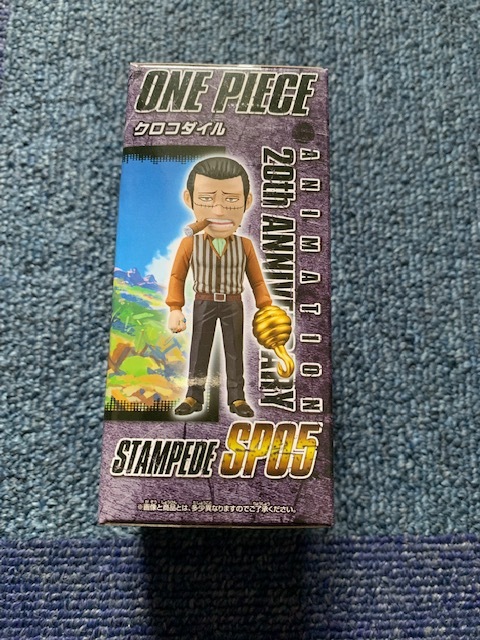 ONE PIECE
クロコダイル
ANIMATION
20th ANNIVERSARY
STAMPEDE SP05
※画像と商品とは、多少異なりますのでご了承ください。